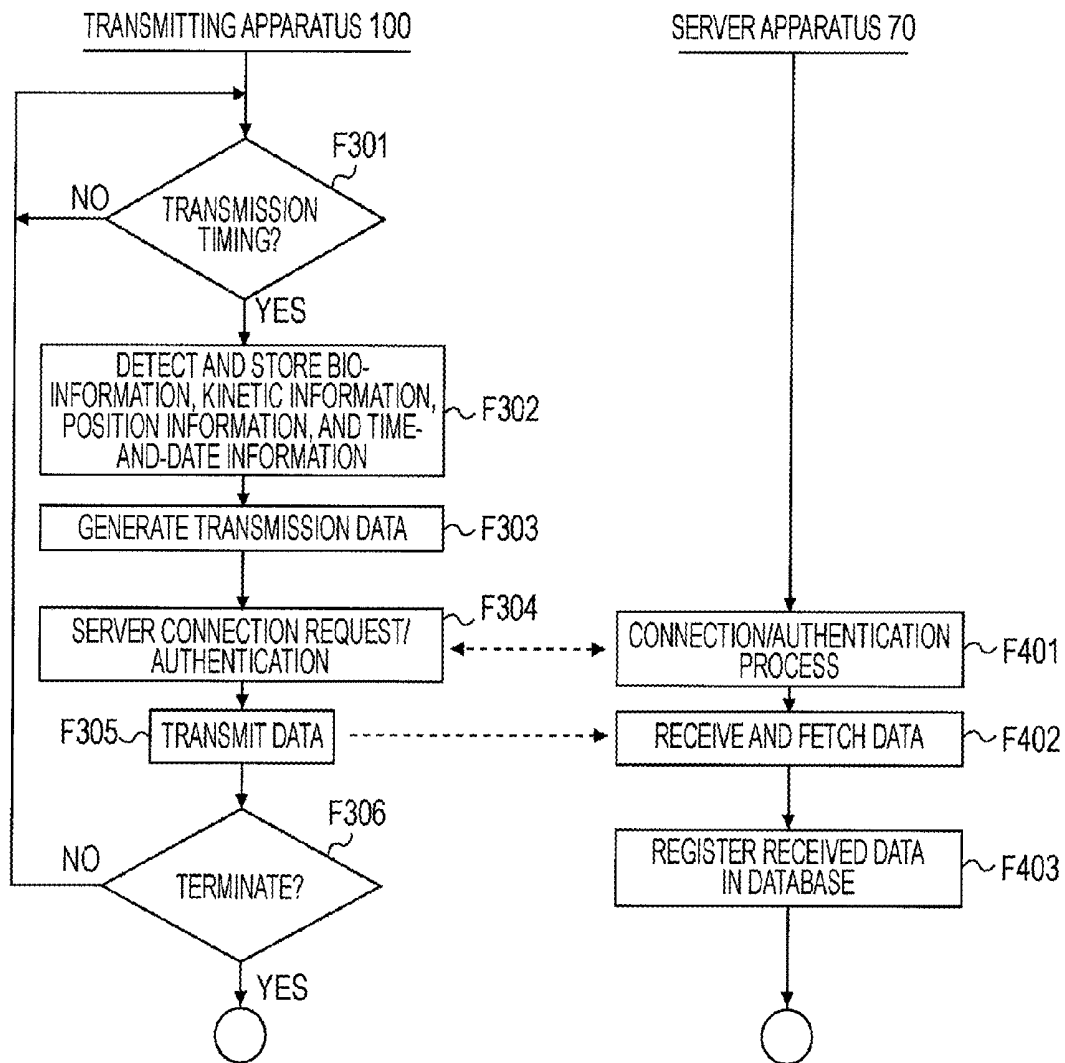 TRANSMITTING APPARATUS 100
SERVER APPARATUS 70
F301
NO
TRANSMISSION
TIMING?
YES
DETECT AND STORE BIO-
INFORMATION, KINETIC INFORMATION,
POSITION INFORMATION, AND TIME-
AND-DATE INFORMATION
F302
GENERATE TRANSMISSION DATA
F303
F304
SERVER CONNECTION REQUEST/
AUTHENTICATION
CONNECTION/AUTHENTICATION
PROCESS
F401
F305
TRANSMIT DATA
RECEIVE AND FETCH DATA
F402
F306
NO
TERMINATE?
REGISTER RECEIVED DATA
IN DATABASE
F403
YES